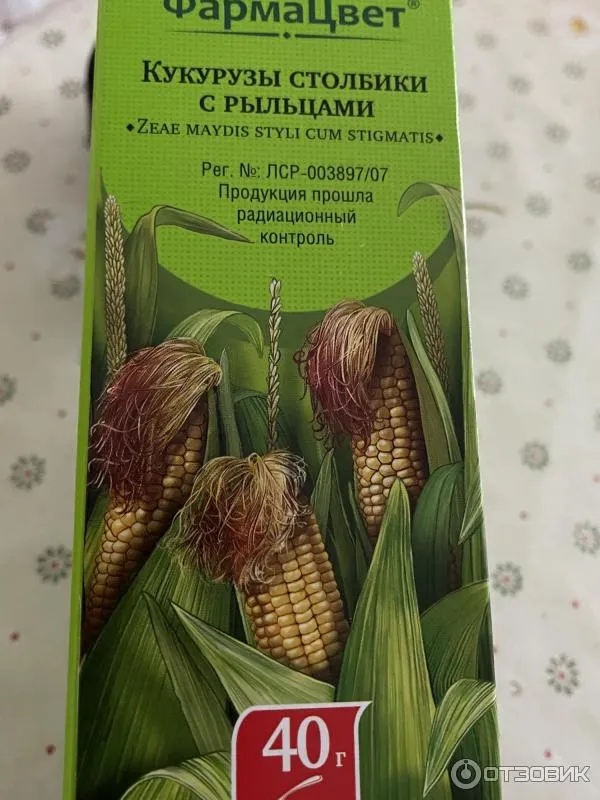 ФармаЦвет®
КУКУРУЗЫ СТОЛБИКИ
С РЫЛЬЦАМИ
ZEAE MAYDIS STYLI CUM STIGMATIS
Рег. №: ЛСР-003897/07
Продукция прошла
радиационный
контроль
40 г
ОТЗОВИК